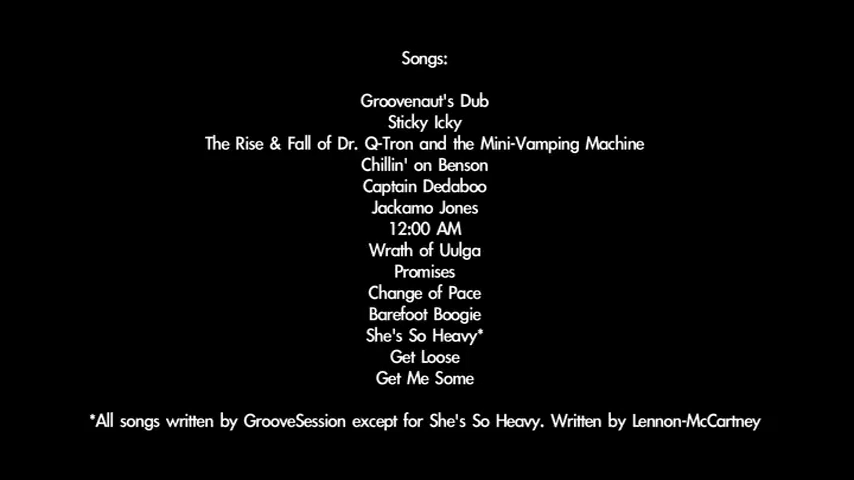 Songs:
Groovenaut's Dub
Sticky Icky
The Rise & Fall of Dr. Q-Tron and the Mini-Vamping Machine
Chillin' on Benson
Captain Dedaboo
Jackamo Jones
12:00 AM
Wrath of Uulga
Promises
Change of Pace
Barefoot Boogie
She's So Heavy*
Get Loose
Get Me Some
*All songs written by GrooveSession except for She's So Heavy. Written by Lennon-McCartney